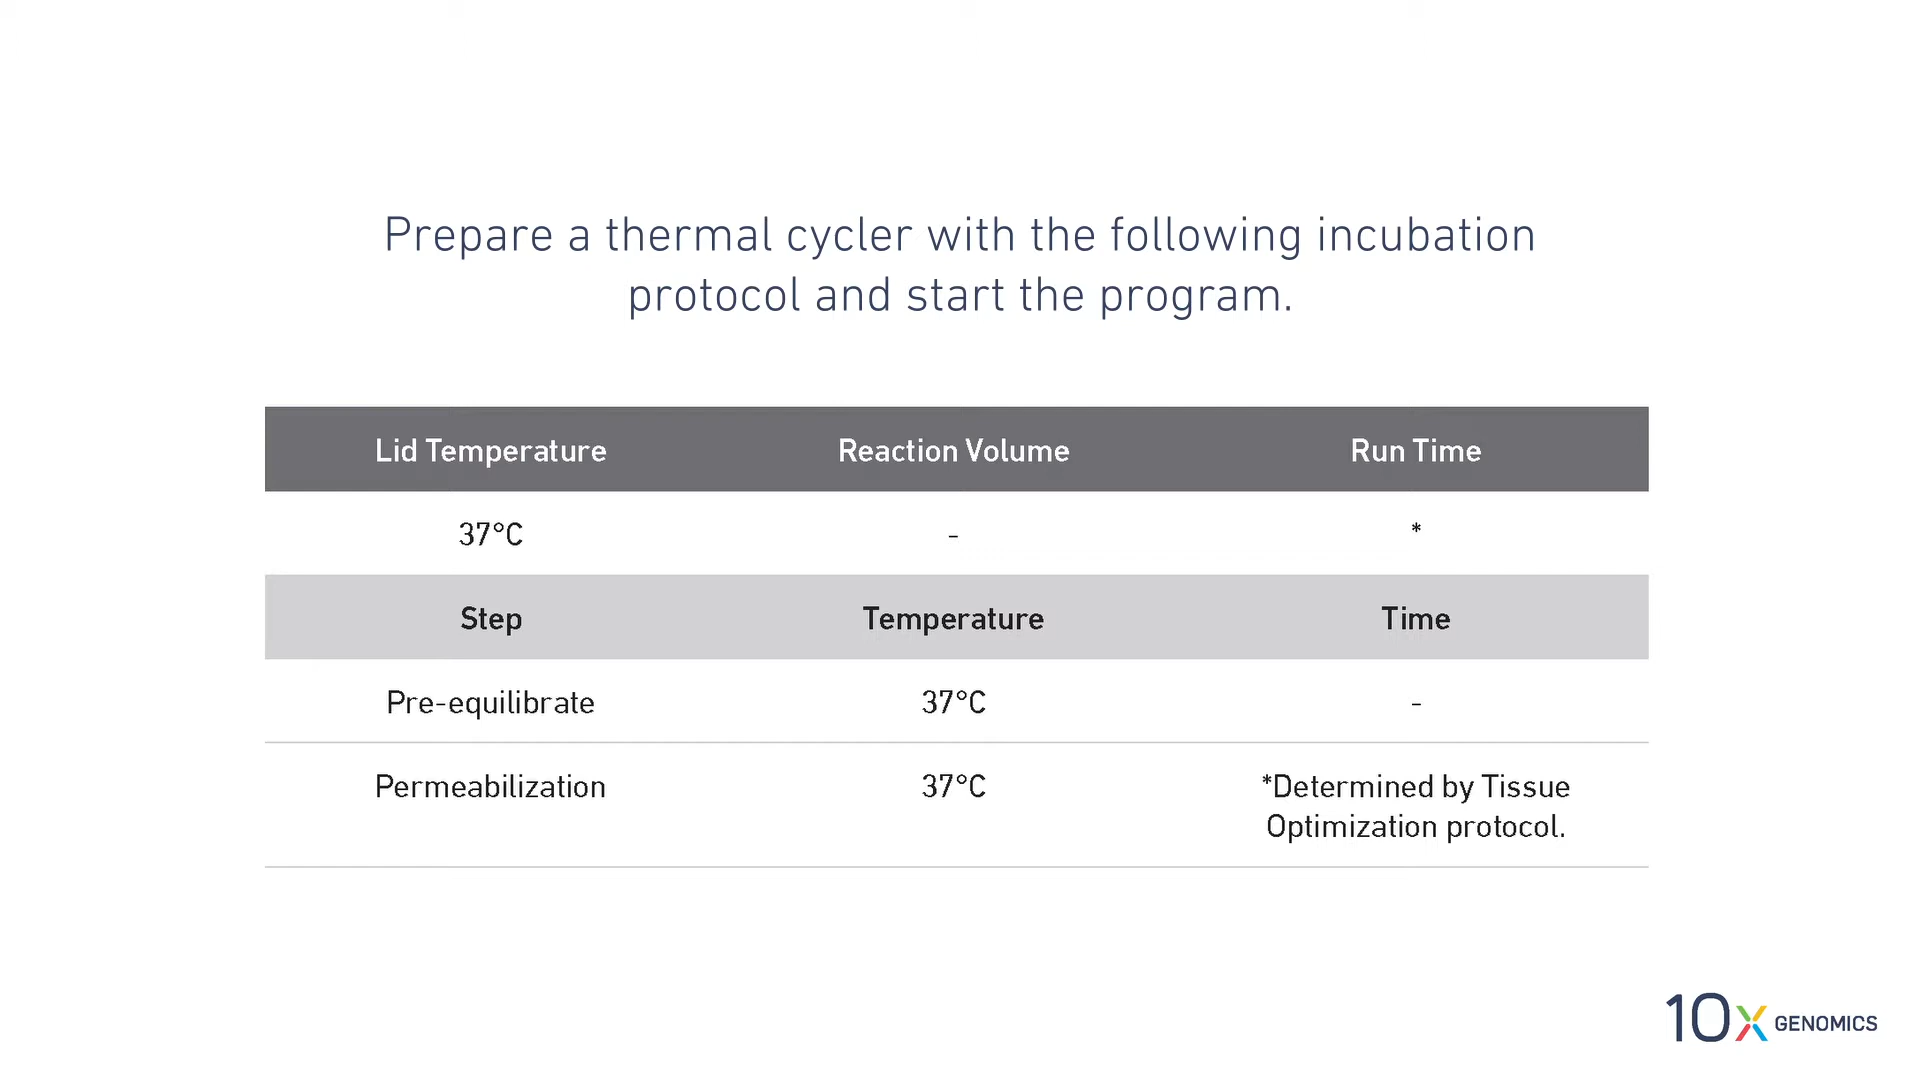 Prepare a thermal cycler with the following incubation
protocol and start the program.
Lid Temperature Reaction Volume Run Time
37°C - *
Step Temperature Time
Pre-equilibrate 37°C -
Permeabilization 37°C *Determined by Tissue
Optimization protocol.
10x GENOMICS